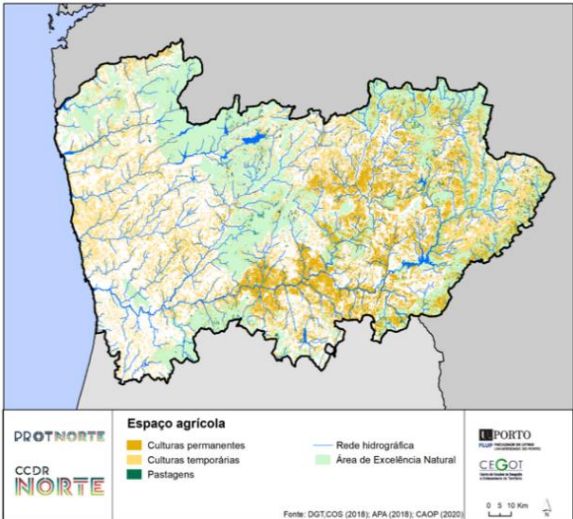 Espaço agrícola
Culturas permanentes
Culturas temporárias
Pastagens
Rede hidrográfica
Área de Excelência Natural
PROTNORTE
CCDR
NORTE
U.PORTO
FLUP FACULDADE DE LETRAS
UNIVERSIDADE DO PORTO
CEGOT
0 5 10 Km
Fonte: DGT,COS (2018); APA (2018); CAOP (2020)